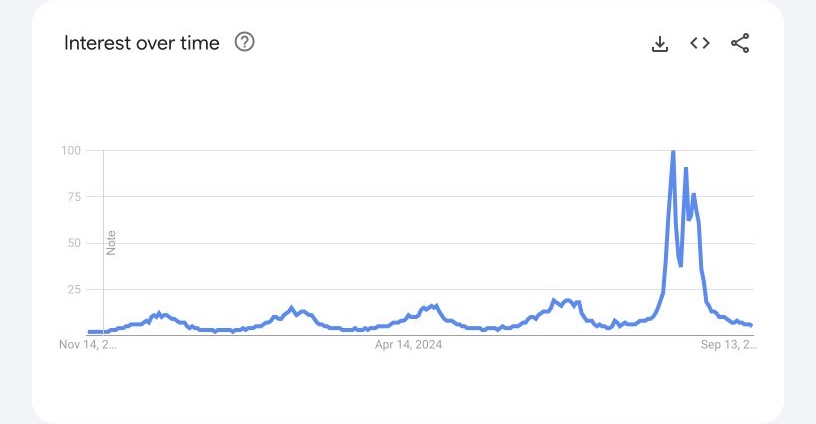 Interest over time
100
75
50
25
Note
Nov 14, 2...
Apr 14, 2024
Sep 13, 2...